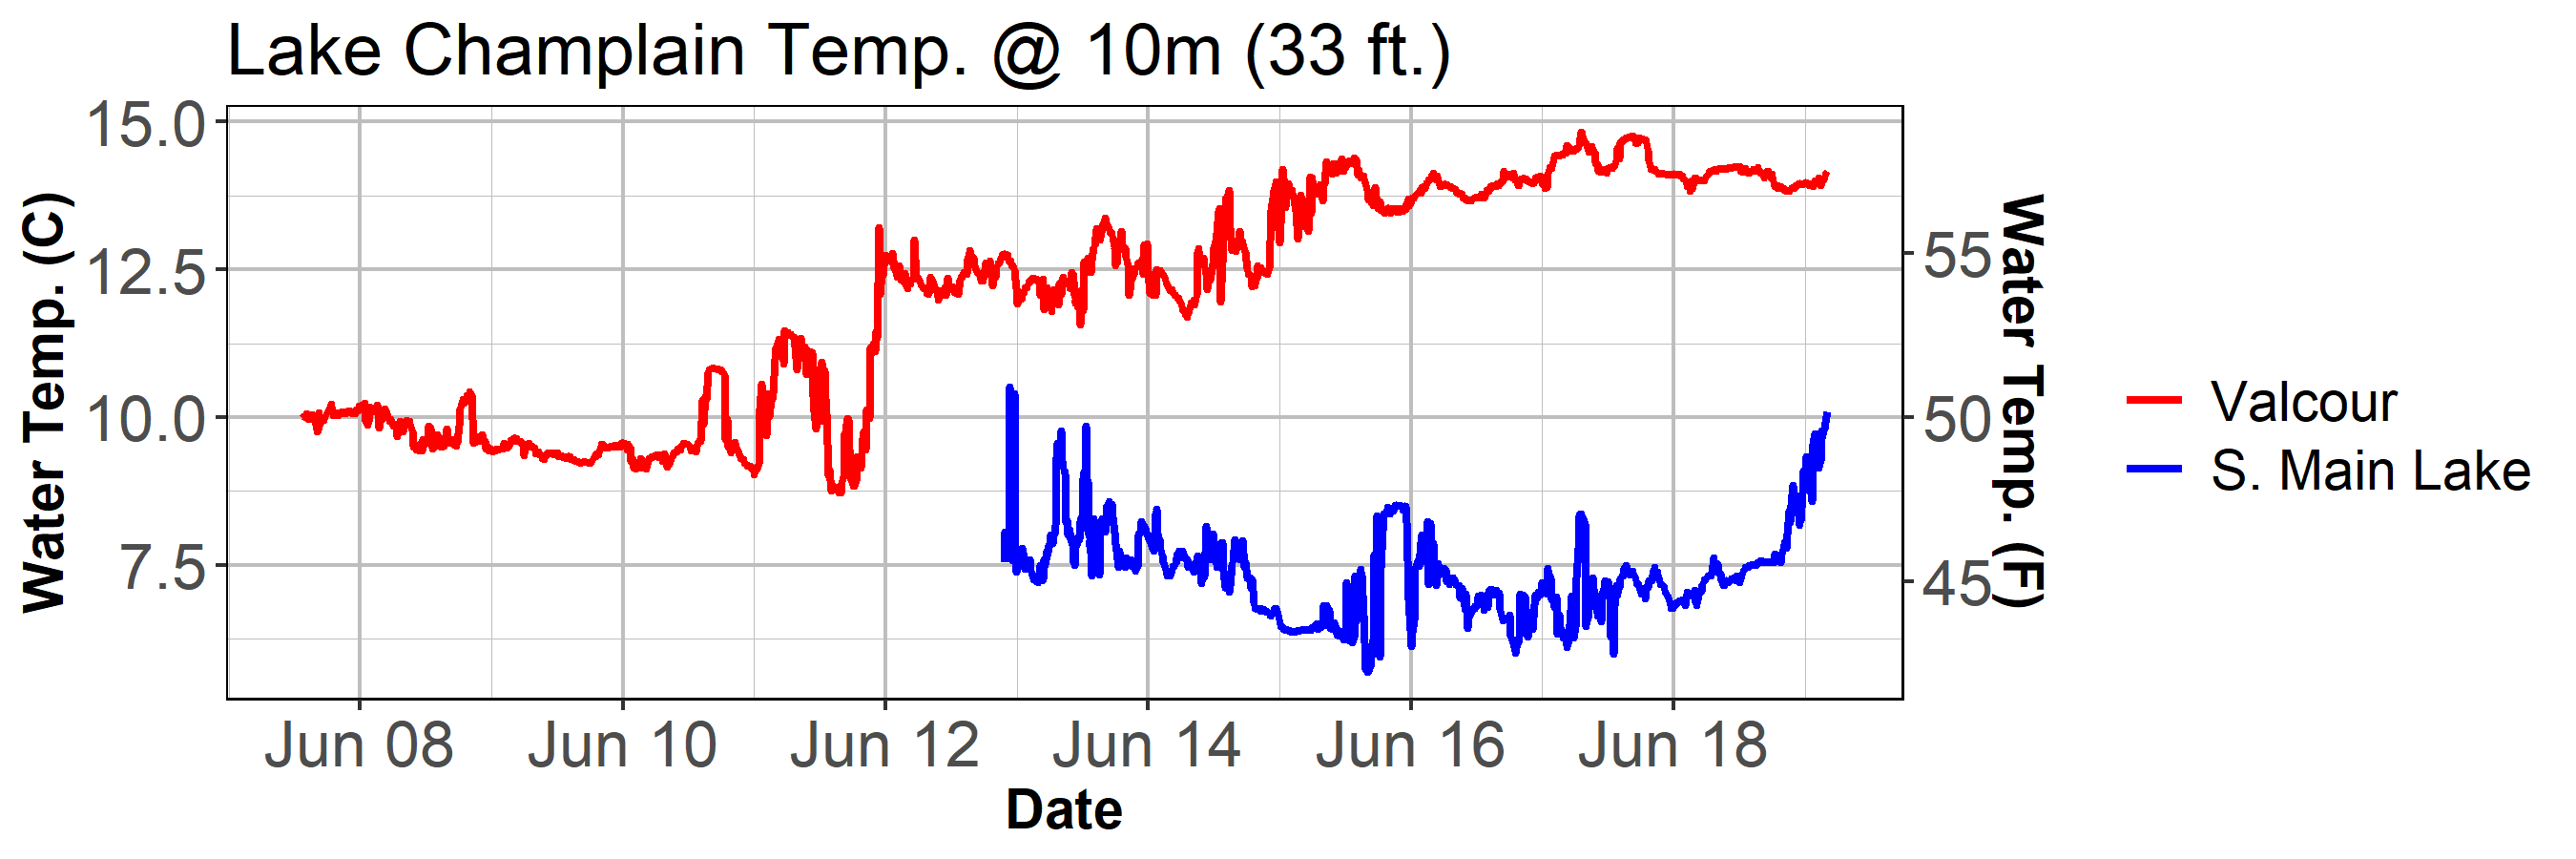 Lake Champlain Temp. @ 10m (33 ft.)
Water Temp. (C)
15.0
12.5
10.0
7.5
55
50
45
Water Temp. (F)
Valcour
S. Main Lake
Jun 08 Jun 10 Jun 12 Jun 14 Jun 16 Jun 18
Date